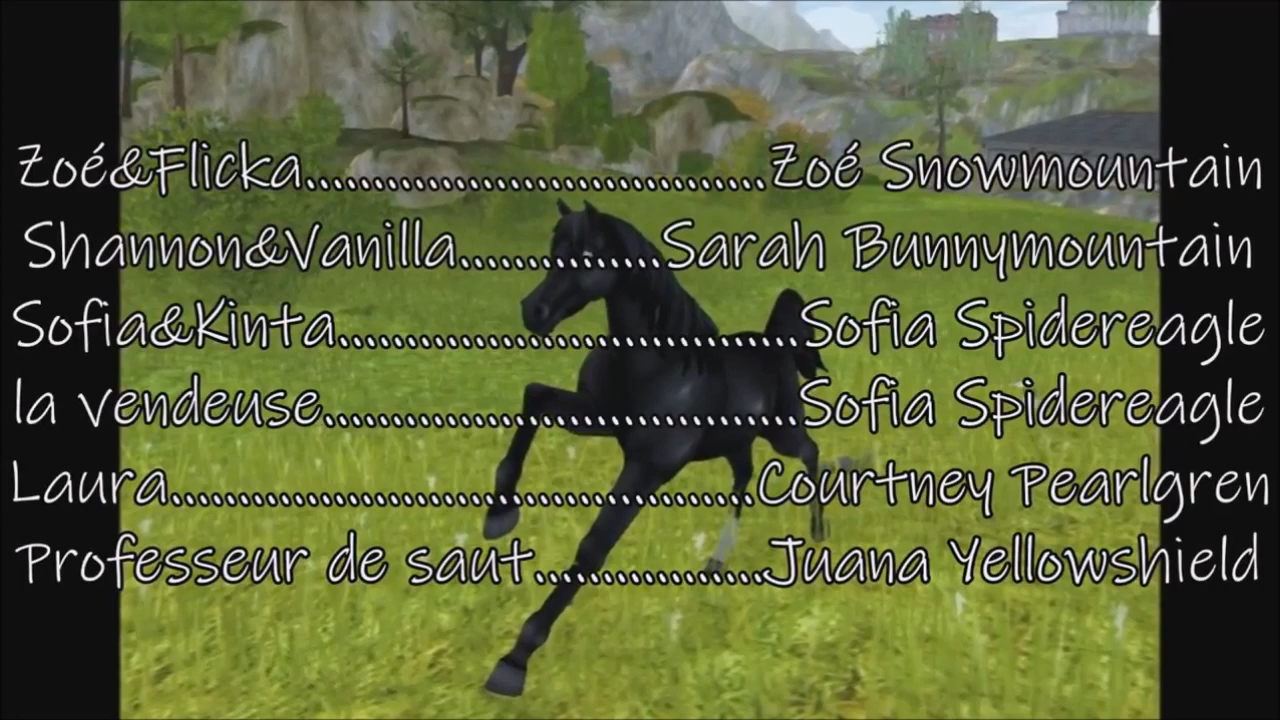 Zoé&Flicka..................................Zoé Snowmountain
Shannon&Vanilla...............Sarah Bunnymountain
Sofia&Kinta..................................Sofia Spidereagle
la vendeuse...................................Sofia Spidereagle
Laura...........................................Courtney Pearlgren
Professeur de saut.................Juana Yellowshield